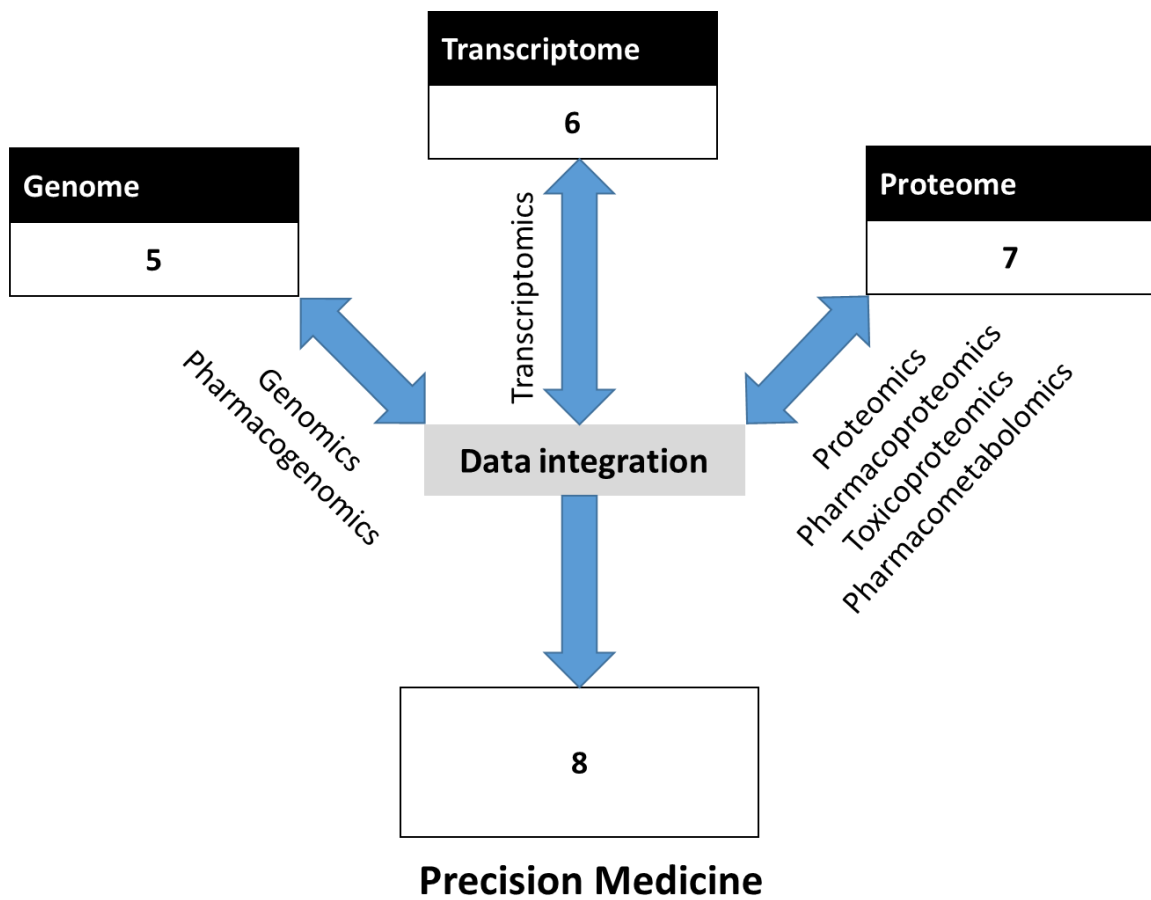 Transcriptome
6
Genome
5
Proteome
7
Transcriptomics
Genomics
Pharmacogenomics
Proteomics
Pharmacoproteomics
Toxicoproteomics
Pharmacometabolomics
Data integration
8
Precision Medicine